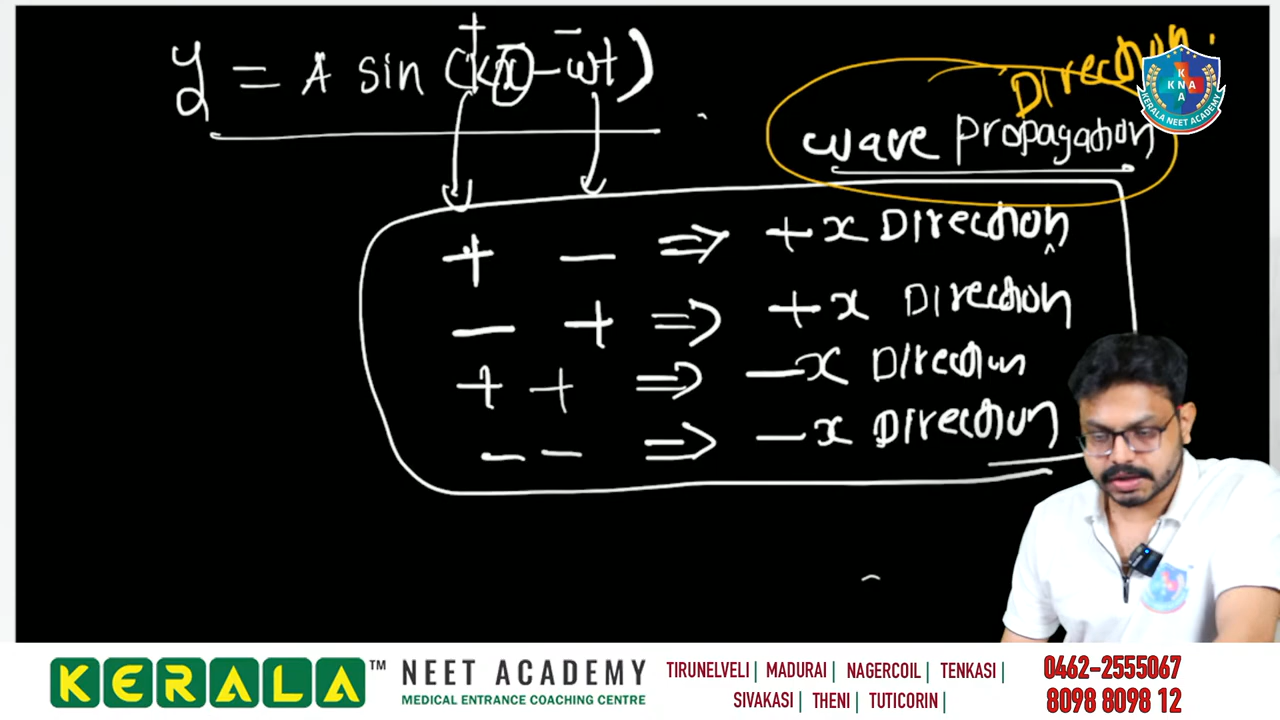 + -
y = A sin (kx - ωt)
Direction.
wave propagation
+ - ⇒ +x Direction
- + ⇒ +x Direction
+ + ⇒ -x Direction
- - ⇒ -x Direction
K
KNA
A
KERALA NEET ACADEMY
KERALA™ NEET ACADEMY
MEDICAL ENTRANCE COACHING CENTRE
TIRUNELVELI | MADURAI | NAGERCOIL | TENKASI |
SIVAKASI | THENI | TUTICORIN |
0462-2555067
8098 8098 12